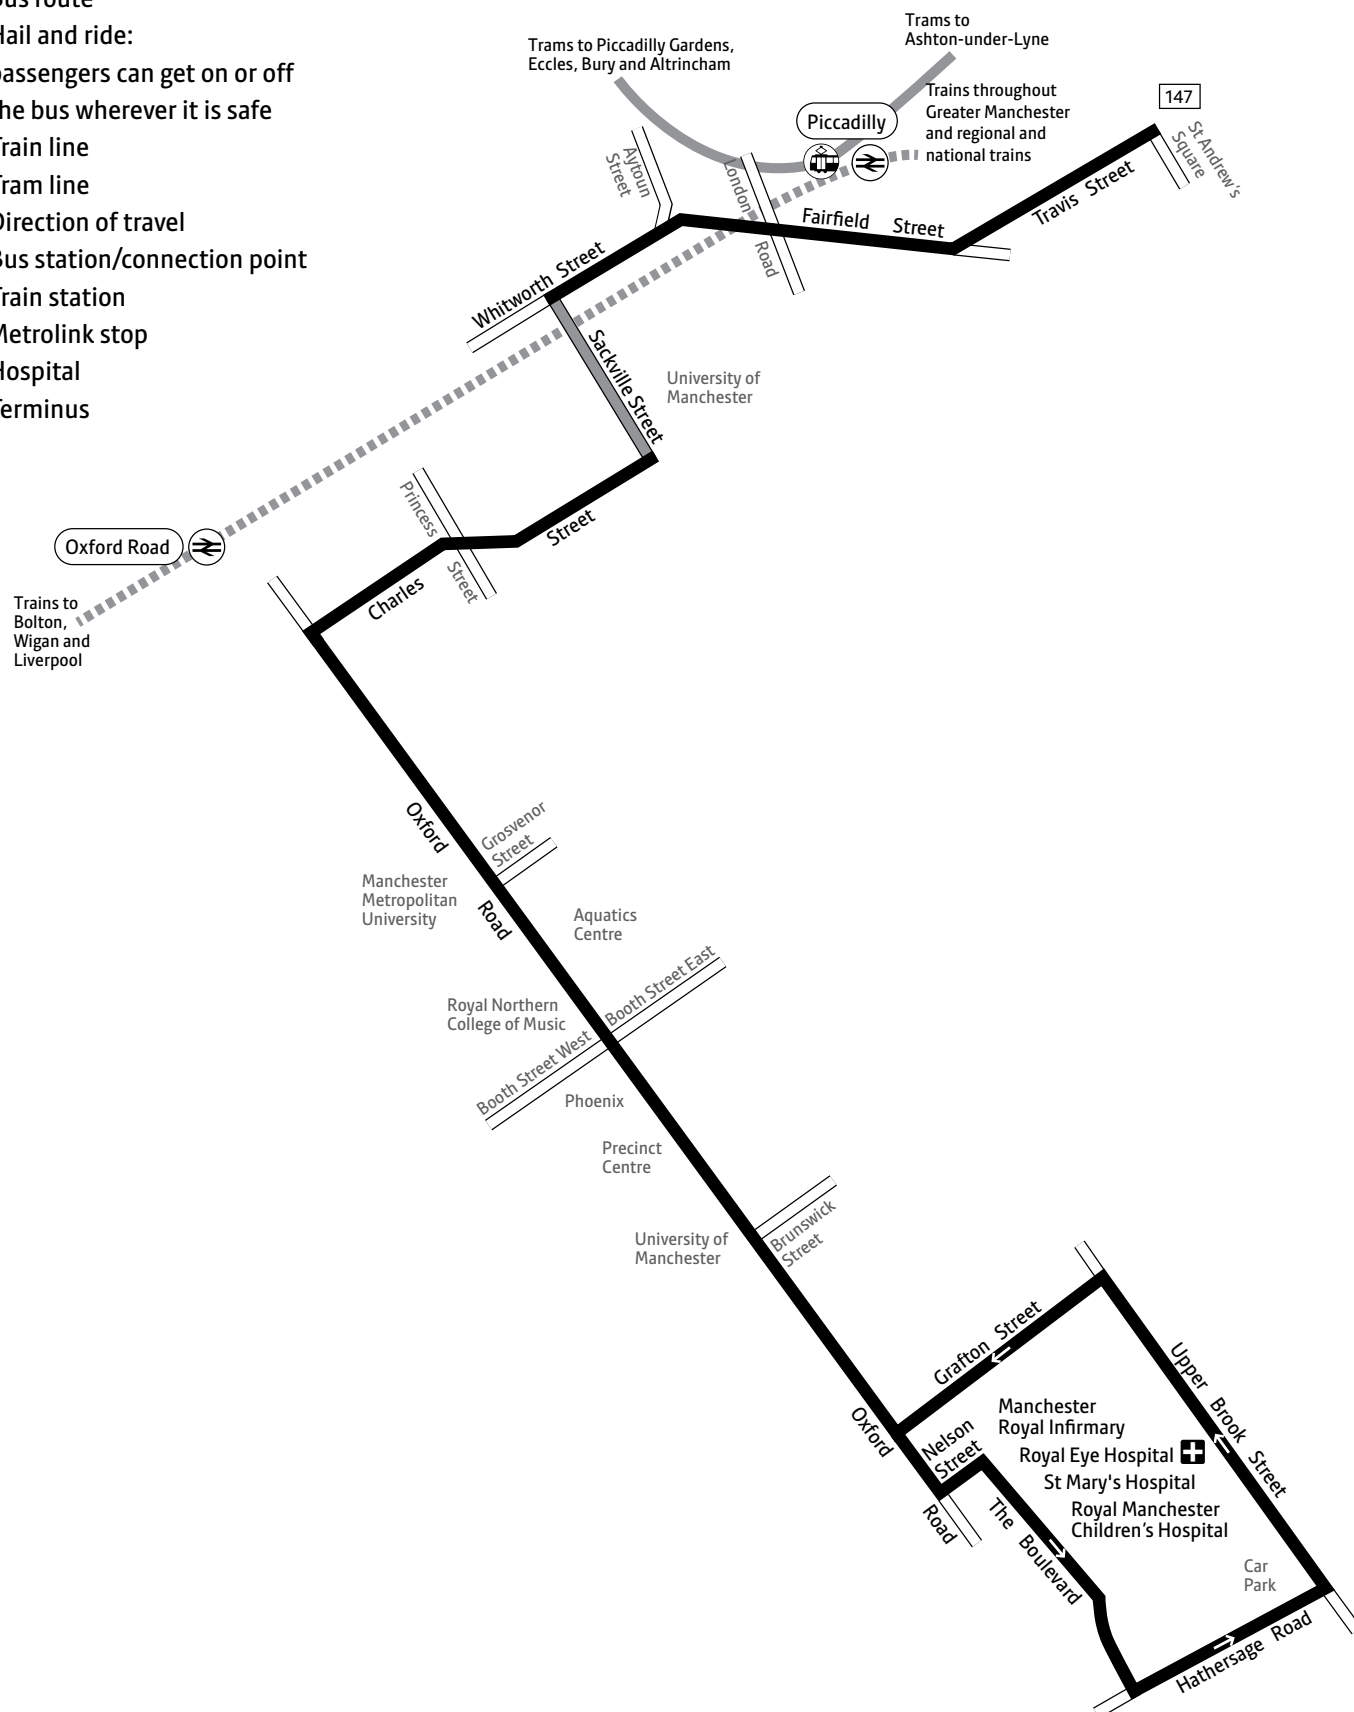 Bus route
Hail and ride:
passengers can get on or off
the bus wherever it is safe
Train line
Tram line
Direction of travel
Bus station/connection point
Train station
Metrolink stop
Hospital
Terminus
Trams to Piccadilly Gardens,
Eccles, Bury and Altrincham
Trams to
Ashton-under-Lyne
Trains throughout
Greater Manchester
and regional and
national trains
Piccadilly
147
St Andrew's
Square
Travis Street
Fairfield Street
London
Road
Aytoun
Street
Whitworth Street
Sackville Street
University of
Manchester
Princess
Street
Charles
Street
Oxford Road
Trains to
Bolton,
Wigan and
Liverpool
Oxford
Road
Grosvenor
Street
Manchester
Metropolitan
University
Aquatics
Centre
Royal Northern
College of Music
Booth Street East
Booth Street West
Phoenix
Precinct
Centre
University of
Manchester
Brunswick
Street
Grafton Street
Upper Brook Street
Oxford
Road
Nelson
Street
Manchester
Royal Infirmary
Royal Eye Hospital
St Mary's Hospital
Royal Manchester
Children's Hospital
The Boulevard
Car
Park
Hathersage Road